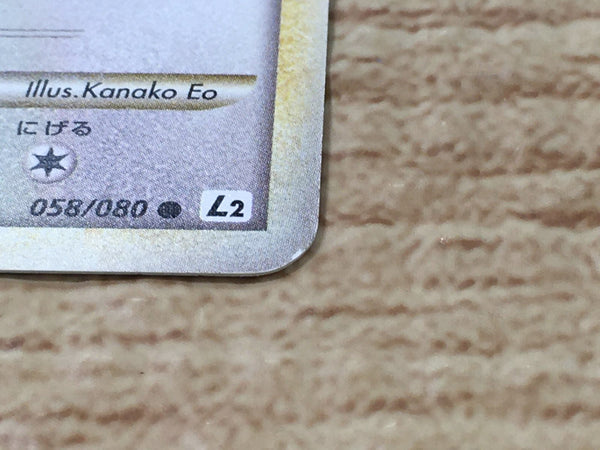 Illus.Kanako Eo
にげる
058/080 ● L2